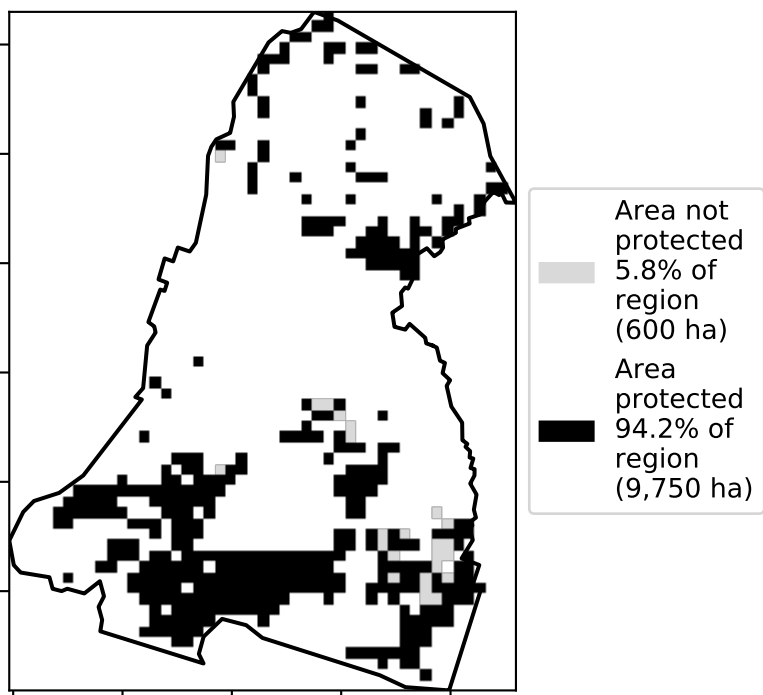 Area not
protected
5.8% of
region
(600 ha)
Area
protected
94.2% of
region
(9,750 ha)